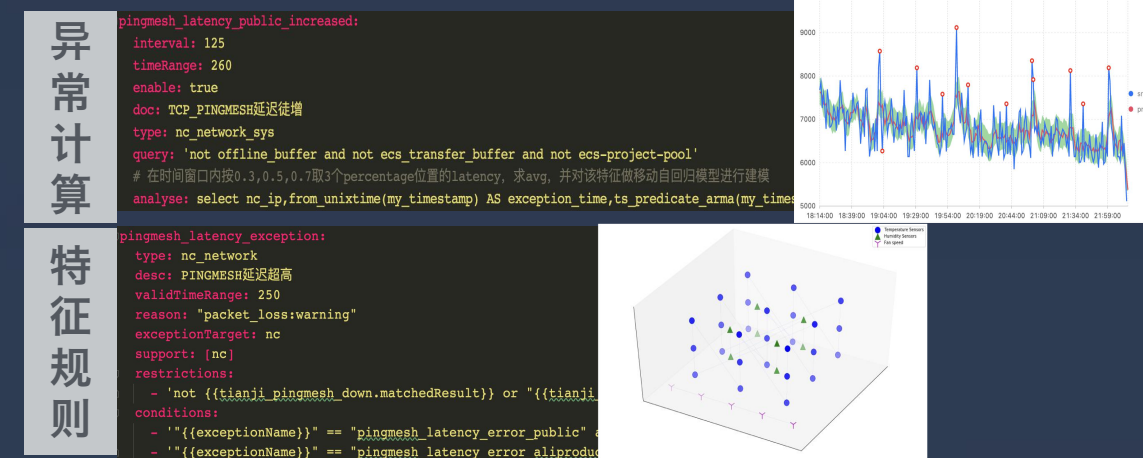 异常计算
pingmesh_latency_public_increased:
interval: 125
timeRange: 260
enable: true
doc: TCP_PINGMESH延迟徒增
type: nc_network_sys
query: 'not offline_buffer and not ecs_transfer_buffer and not ecs-project-pool'
# 在时间窗口内按0.3,0.5,0.7取3个percentage位置的latency, 求avg, 并对该特征做移动自回归模型进行建模
analyse: select nc_ip,from_unixtime(my_timestamp) AS exception_time,ts_predicate_arma(my_times
9000
8000
7000
6000
5000
18:14:00 18:39:00 19:04:00 19:29:00 19:54:00 20:19:00 20:44:00 21:09:00 21:34:00 21:59:00
特征规则
pingmesh_latency_exception:
type: nc_network
desc: PINGMESH延迟超高
validTimeRange: 250
reason: "packet_loss:warning"
exceptionTarget: nc
support: [nc]
restrictions:
- 'not {{tianji_pingmesh_down.matchedResult}} or "{{tianji_
conditions:
- '"{{exceptionName}}" == "pingmesh_latency_error_public" a
- '"{{exceptionName}}" == "pingmesh_latency_error_aliproduc
Temperature Sensors
Humidity Sensors
Fan speed